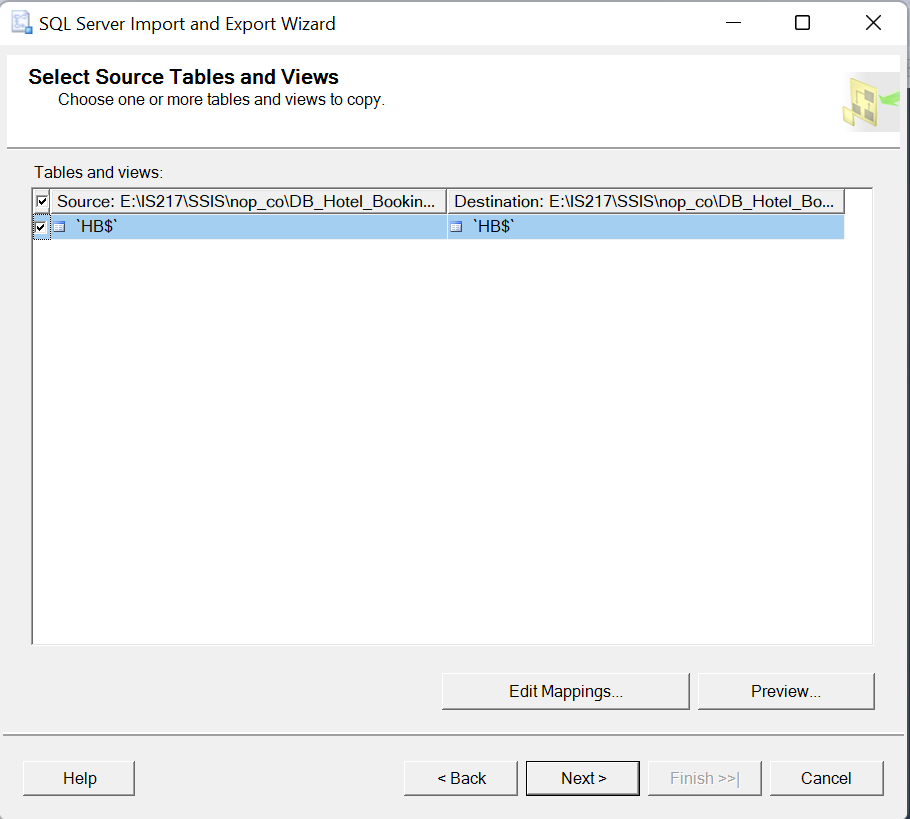 SQL Server Import and Export Wizard
Select Source Tables and Views
Choose one or more tables and views to copy.
Tables and views:
Source: E:\IS217\SSIS\nop_co\DB_Hotel_Bookin... Destination: E:\IS217\SSIS\nop_co\DB_Hotel_Bo...
`HB$` `HB$`
Edit Mappings... Preview...
Help < Back Next > Finish >>| Cancel